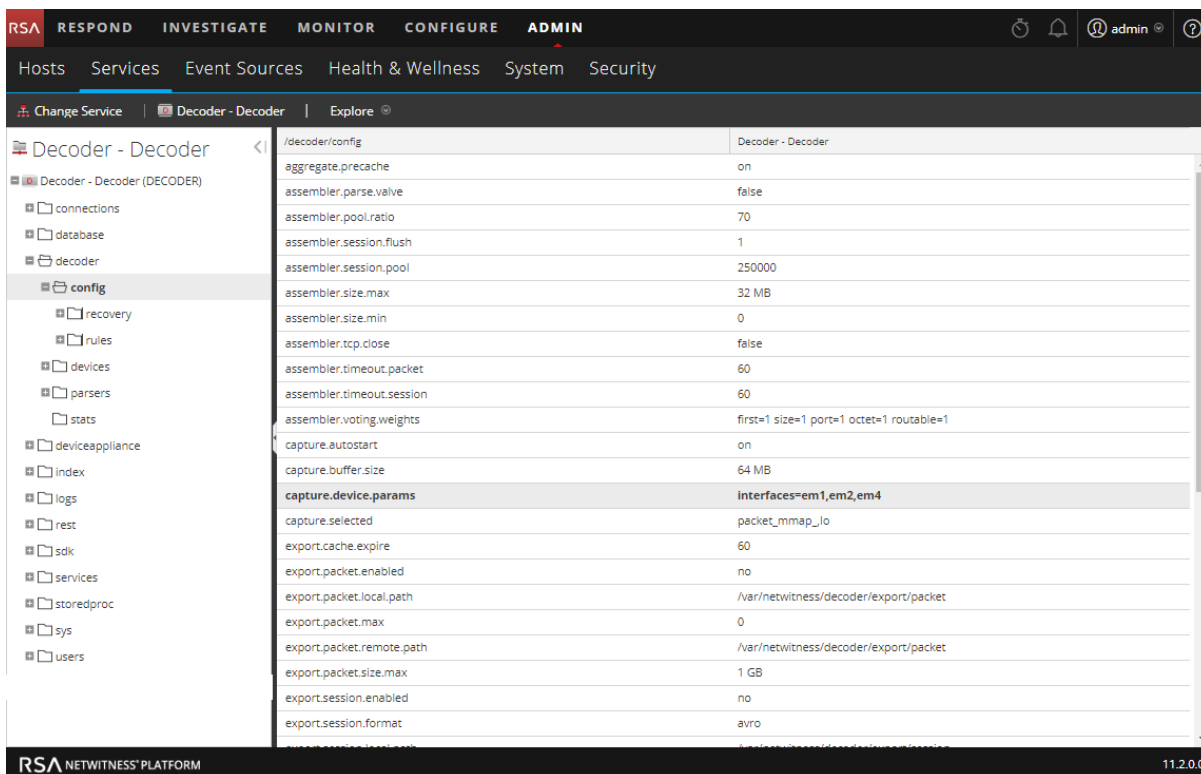 RSA RESPOND INVESTIGATE MONITOR CONFIGURE ADMIN admin
Hosts Services Event Sources Health & Wellness System Security
Change Service | Decoder - Decoder | Explore
Decoder - Decoder
Decoder - Decoder (DECODER)
connections
database
decoder
config
recovery
rules
devices
parsers
stats
deviceappliance
index
logs
rest
sdk
services
storedproc
sys
users
/decoder/config Decoder - Decoder
aggregate.precache on
assembler.parse.valve false
assembler.pool.ratio 70
assembler.session.flush 1
assembler.session.pool 250000
assembler.size.max 32 MB
assembler.size.min 0
assembler.tcp.close false
assembler.timeout.packet 60
assembler.timeout.session 60
assembler.voting.weights first=1 size=1 port=1 octet=1 routable=1
capture.autostart on
capture.buffer.size 64 MB
capture.device.params interfaces=em1,em2,em4
capture.selected packet_mmap_,lo
export.cache.expire 60
export.packet.enabled no
export.packet.local.path /var/netwitness/decoder/export/packet
export.packet.max 0
export.packet.remote.path /var/netwitness/decoder/export/packet
export.packet.size.max 1 GB
export.session.enabled no
export.session.format avro
RSA NETWITNESS® PLATFORM 11.2.0.0